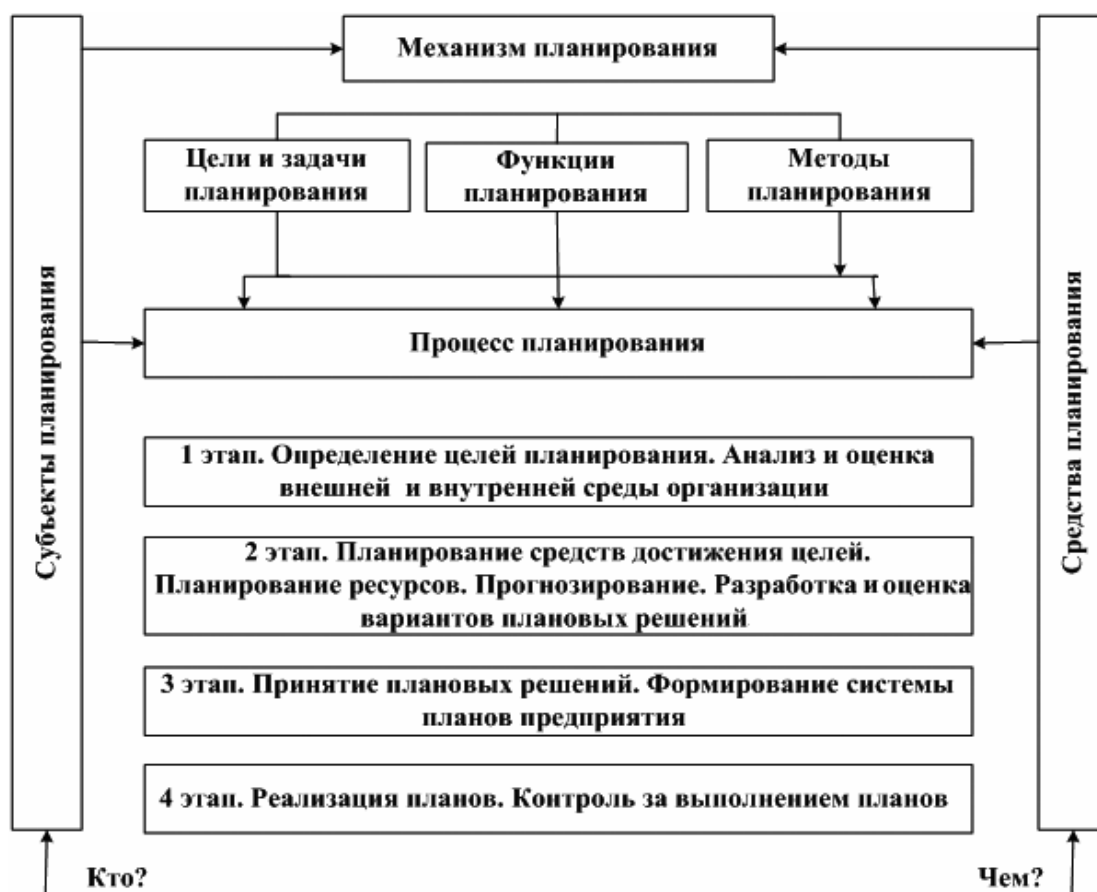 Механизм планирования
Цели и задачи
планирования
Функции
планирования
Методы
планирования
Субъекты планирования
Средства планирования
Процесс планирования
1 этап. Определение целей планирования. Анализ и оценка
внешней и внутренней среды организации
2 этап. Планирование средств достижения целей.
Планирование ресурсов. Прогнозирование. Разработка и оценка
вариантов плановых решений
3 этап. Принятие плановых решений. Формирование системы
планов предприятия
4 этап. Реализация планов. Контроль за выполнением планов
Кто?
Чем?